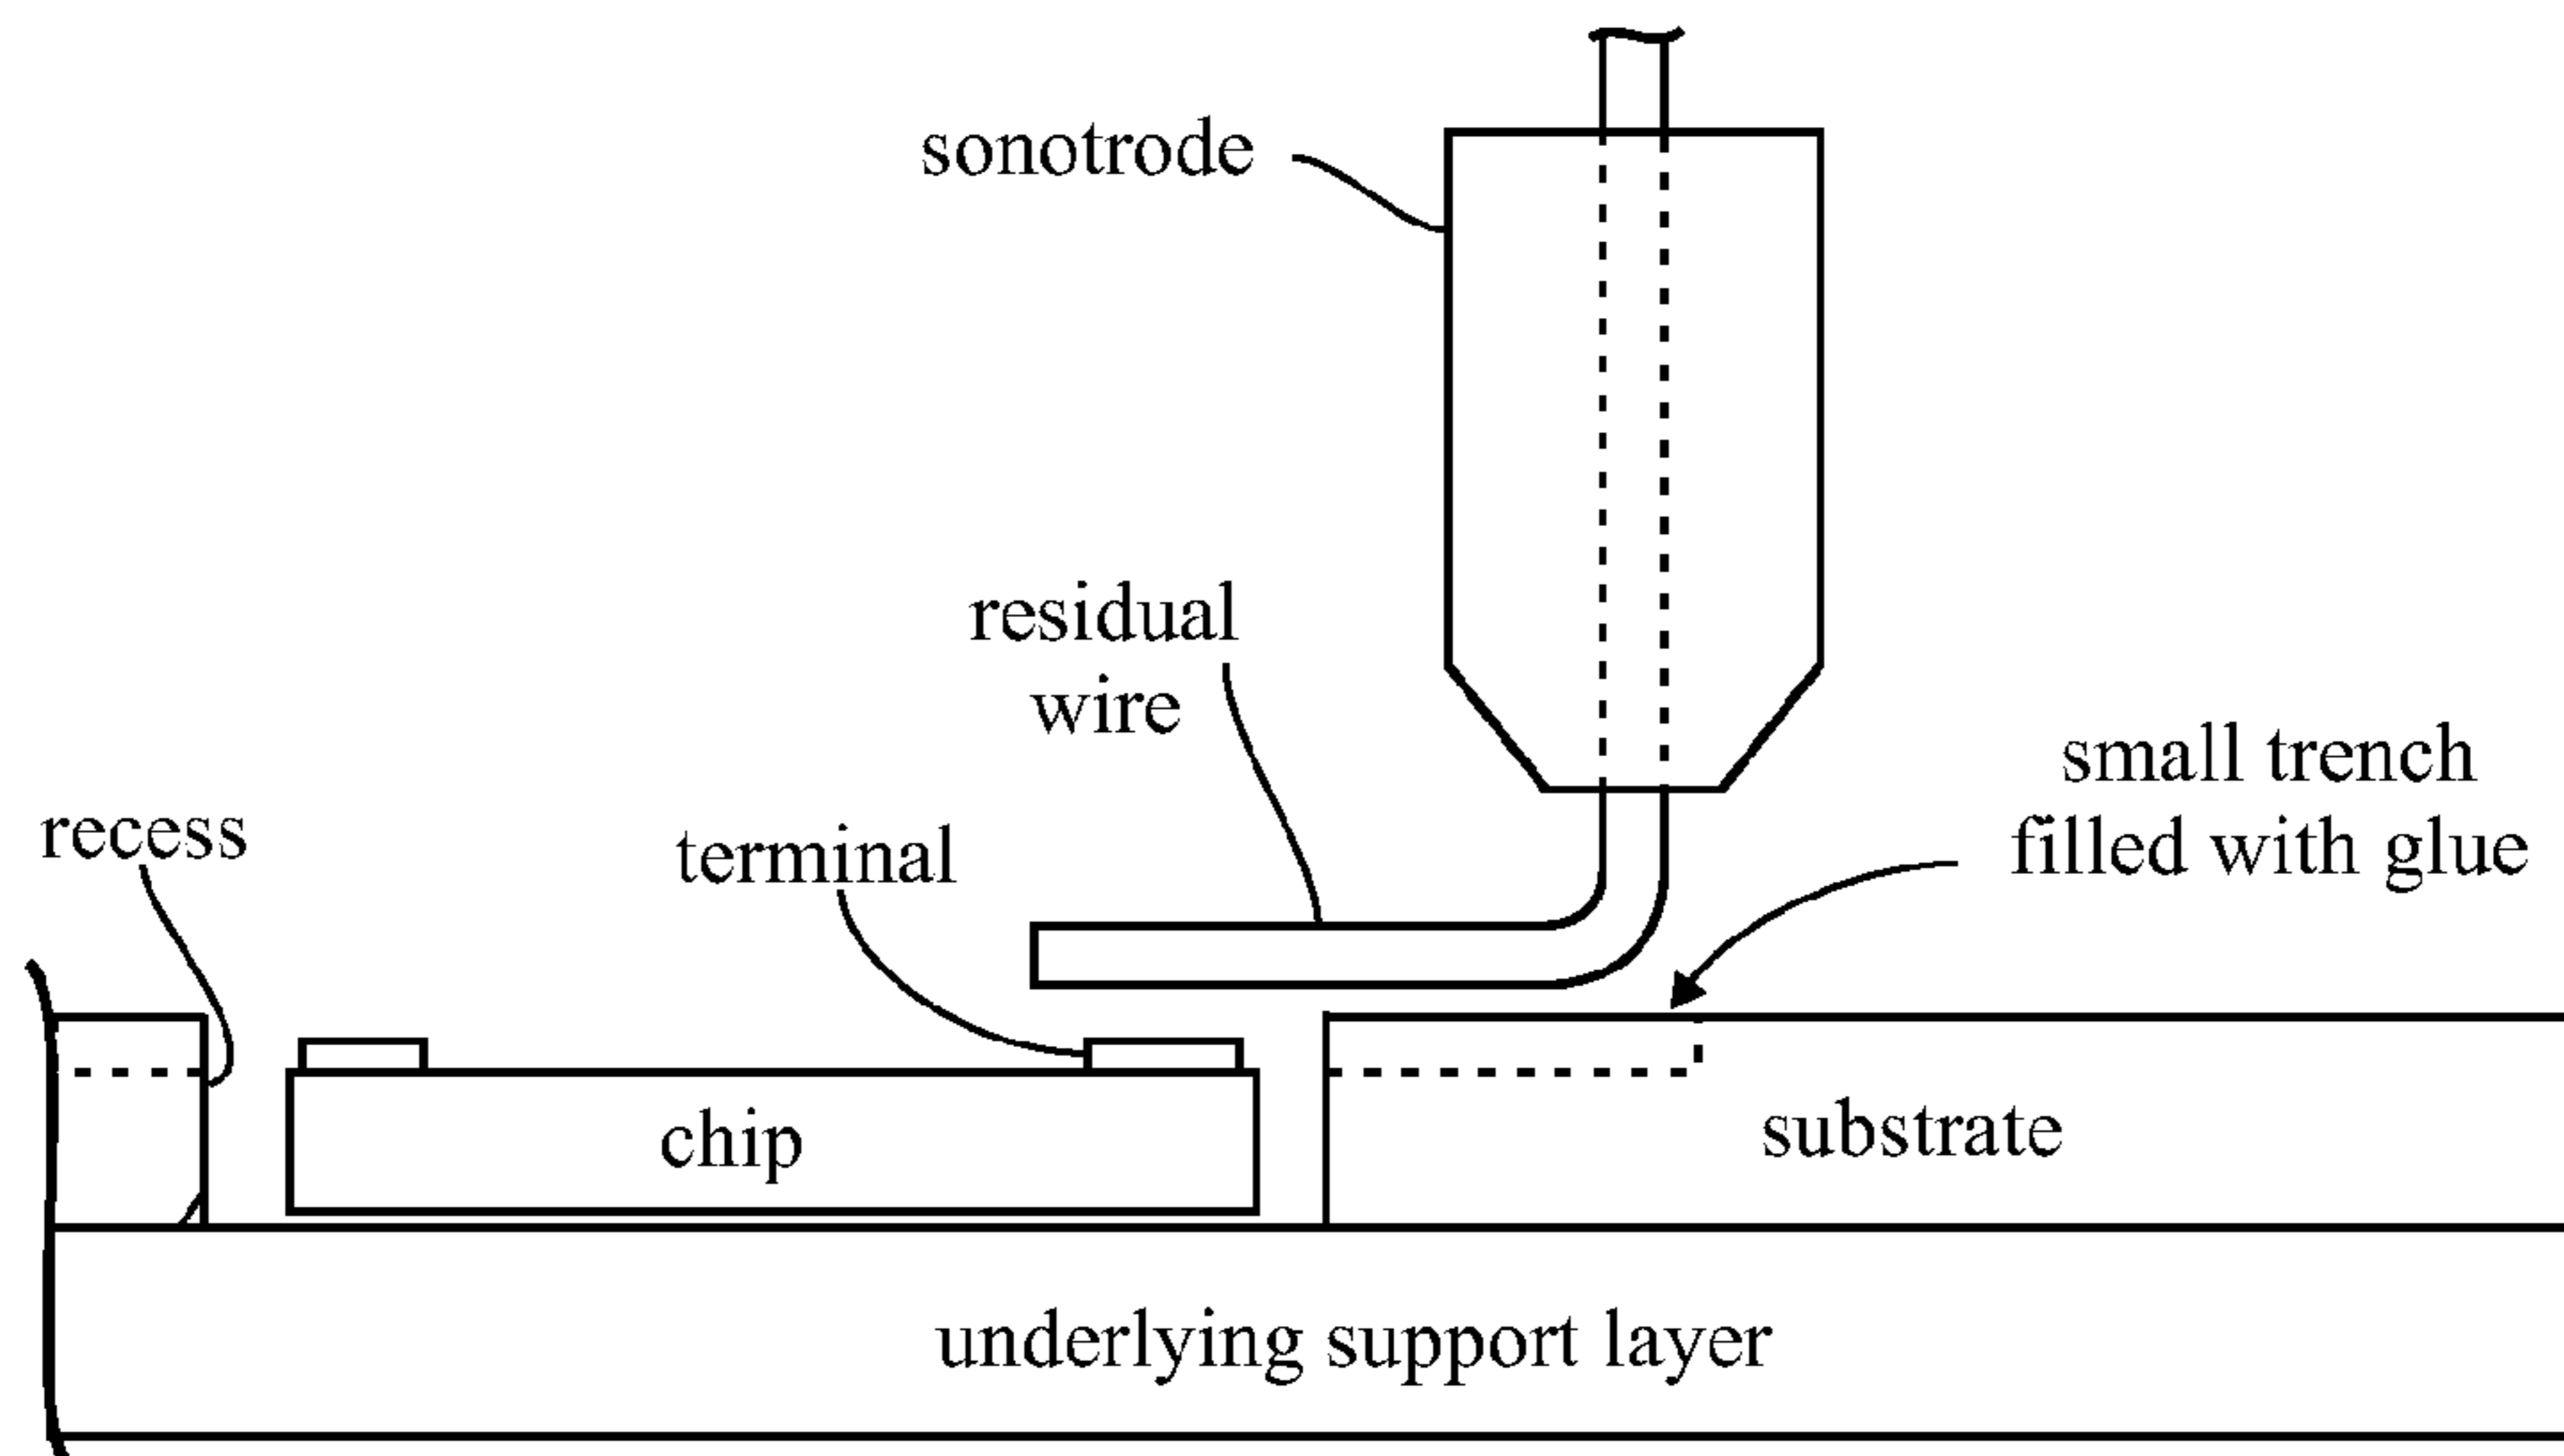 sonotrode
residual
wire
small trench
filled with glue
recess
terminal
chip
substrate
underlying support layer